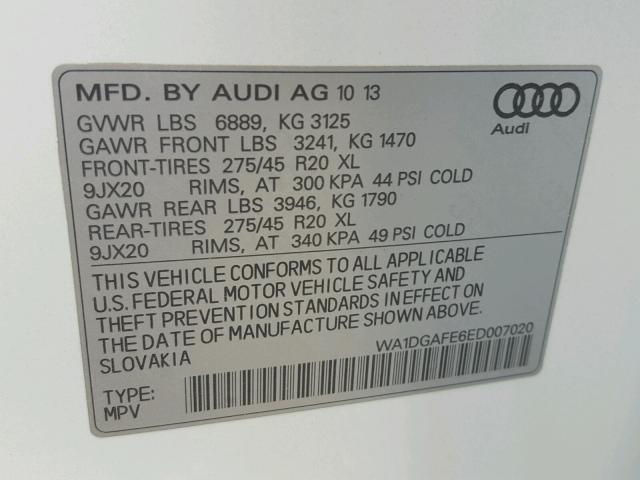 MFD. BY AUDI AG 10 13
Audi
GVWR LBS 6889, KG 3125
GAWR FRONT LBS 3241, KG 1470
FRONT-TIRES 275/45 R20 XL
9JX20 RIMS, AT 300 KPA 44 PSI COLD
GAWR REAR LBS 3946, KG 1790
REAR-TIRES 275/45 R20 XL
9JX20 RIMS, AT 340 KPA 49 PSI COLD
THIS VEHICLE CONFORMS TO ALL APPLICABLE
U.S. FEDERAL MOTOR VEHICLE SAFETY AND
THEFT PREVENTION STANDARDS IN EFFECT ON
THE DATE OF MANUFACTURE SHOWN ABOVE.
SLOVAKIA
WA1DGAFE6ED007020
TYPE:
MPV